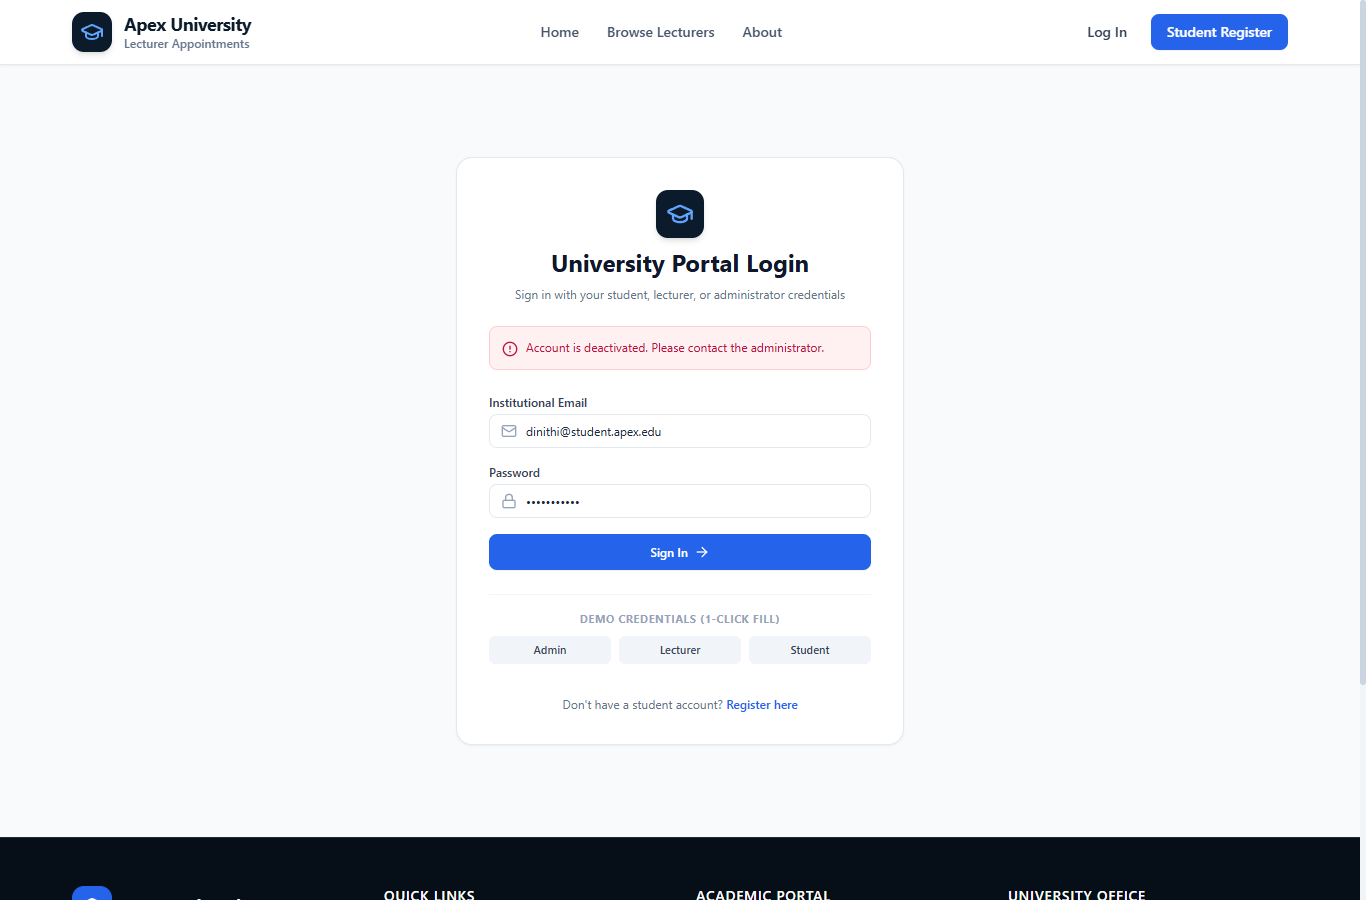 Apex University
Lecturer Appointments
Home
Browse Lecturers
About
Log In
Student Register
University Portal Login
Sign in with your student, lecturer, or administrator credentials
Account is deactivated. Please contact the administrator.
Institutional Email
dinithi@student.apex.edu
Password
•••••••••••
Sign In
DEMO CREDENTIALS (1-CLICK FILL)
Admin
Lecturer
Student
Don't have a student account? Register here
QUICK LINKS
ACADEMIC PORTAL
UNIVERSITY OFFICE